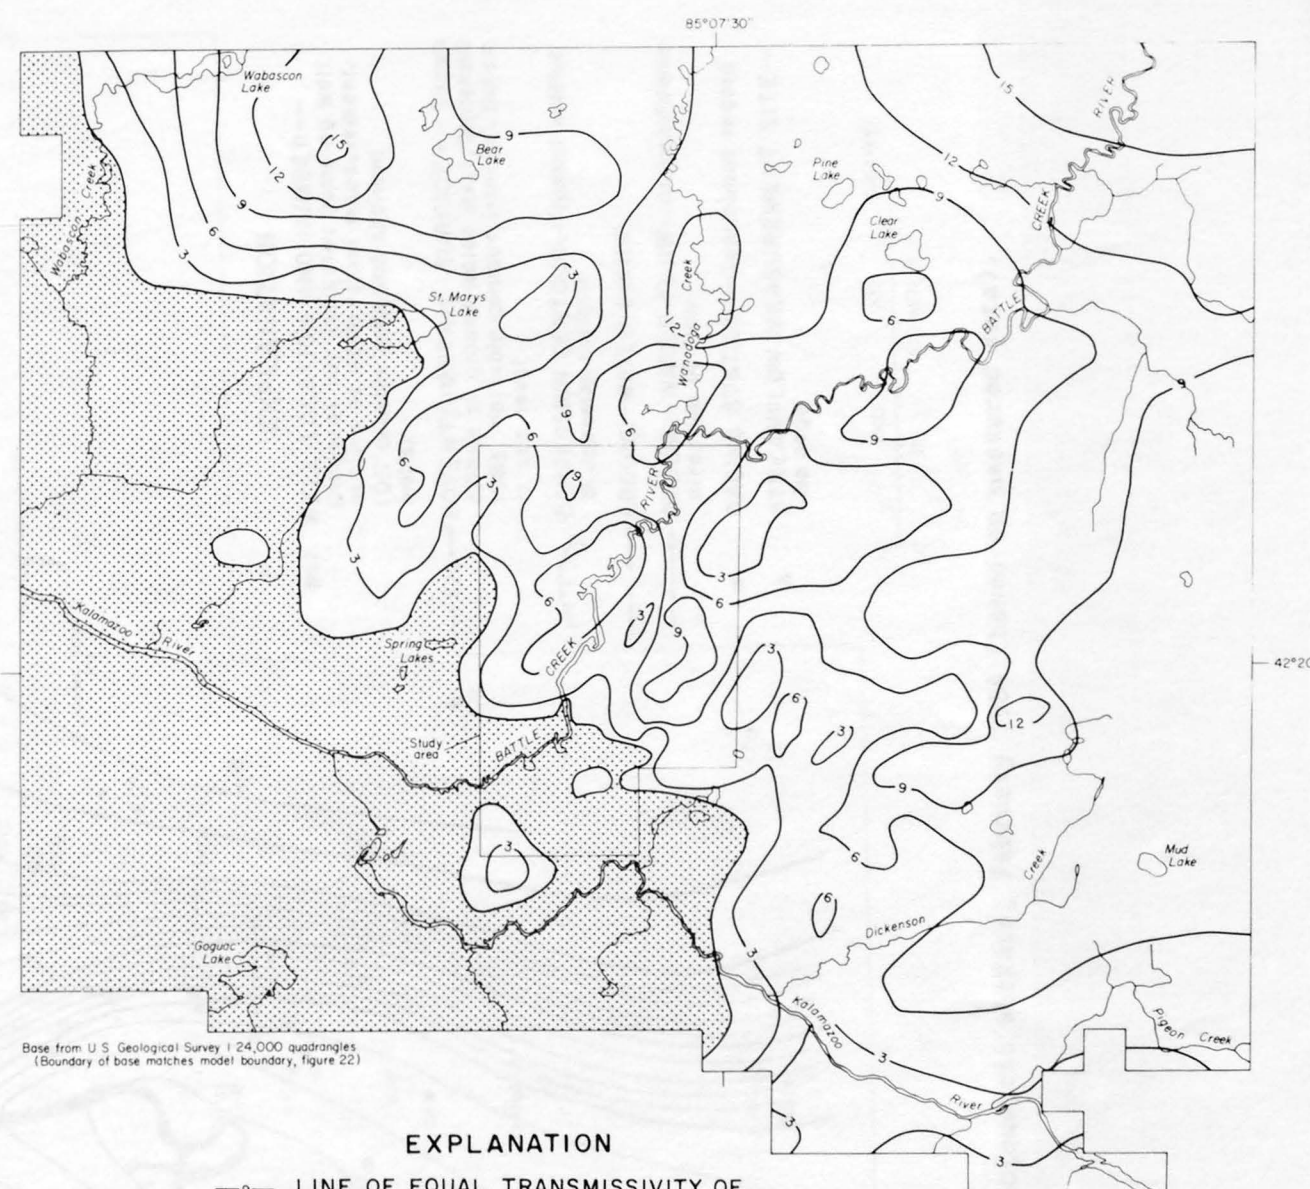 85°07'30"
Wabascon
Lake
15
RIVER
9
Bear
Lake
15
12
12
Pine
Lake
Creek
9
CREEK
9
Clear
Lake
6
Wabascon
3
Creek
3
St. Marys
Lake
BATTLE
12
6
Wanadoga
9
9
6
6
9
6
3
9
RIVER
3
3
6
6
Kalamazoo
River
3
9
Spring
Lakes
CREEK
3
42°20
6
12
3
"Study
area
BATTLE
9
3
6
Mud
Lake
Creek
6
Dickenson
Goguac
Lake
3
Kalamazoo
Pigeon Creek
Base from U S Geological Survey 1 24,000 quadrangles
(Boundary of base matches model boundary, figure 22)
3
River
3
EXPLANATION
3
LINE OF EQUAL TRANSMISSIVITY OF